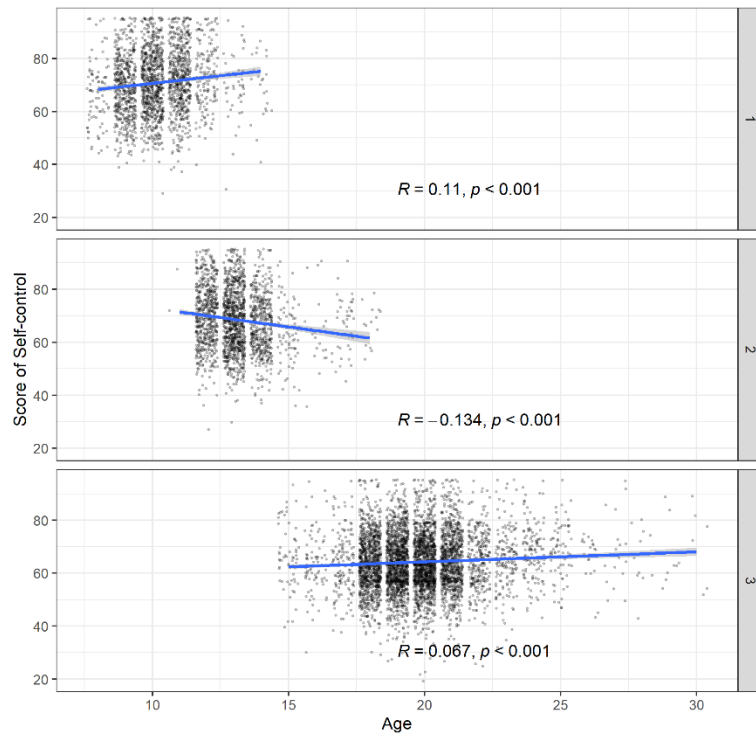 80
60
40
20
R = 0.11, p < 0.001
1
80
60
40
20
R = −0.134, p < 0.001
2
Score of Self-control
80
60
40
20
R = 0.067, p < 0.001
3
10 15 20 25 30
Age